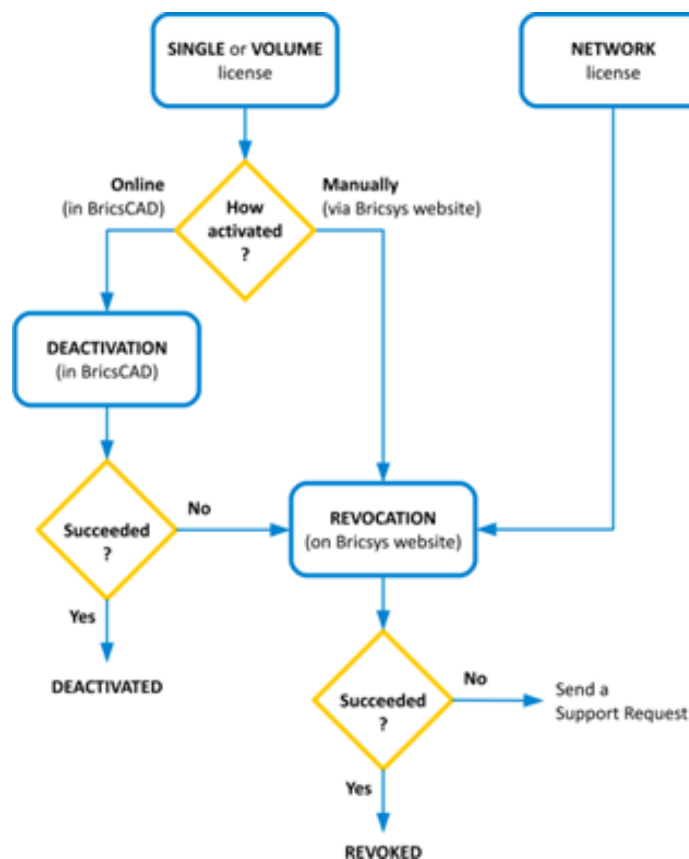 SINGLE or VOLUME
license
NETWORK
license
Online
(in BricsCAD)
How
activated
?
Manually
(via Bricsys website)
DEACTIVATION
(in BricsCAD)
Succeeded
?
No
REVOCATION
(on Bricsys website)
Yes
DEACTIVATED
Succeeded
?
No
Send a
Support Request
Yes
REVOKED